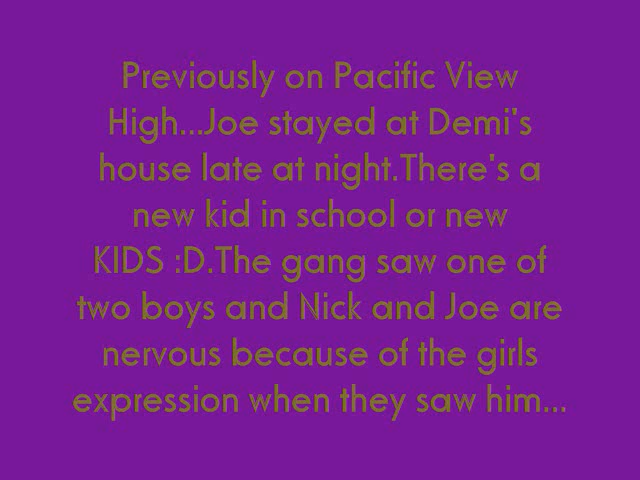 Previously on Pacific View
High...Joe stayed at Demi's
house late at night.There's a
new kid in school or new
KIDS :D.The gang saw one of
two boys and Nick and Joe are
nervous because of the girls
expression when they saw him...